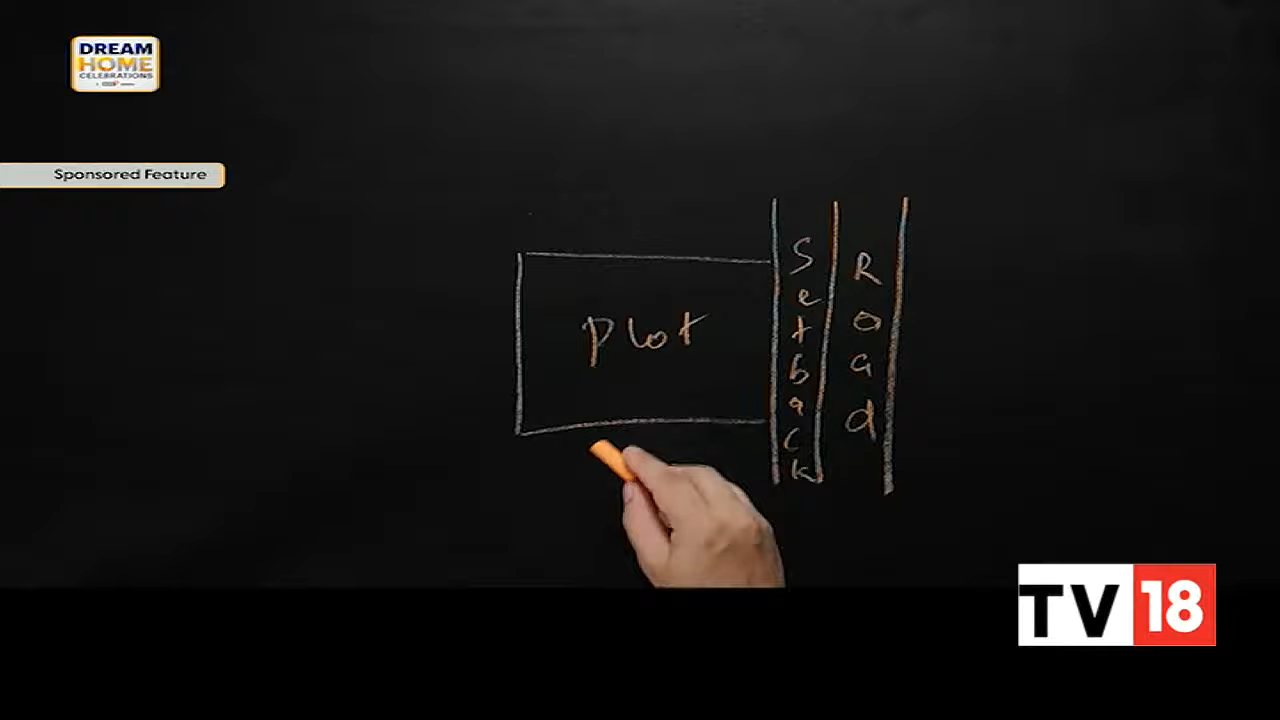 DREAM
HOME
CELEBRATIONS
Sponsored Feature
Plot
Setback
Road
TV18